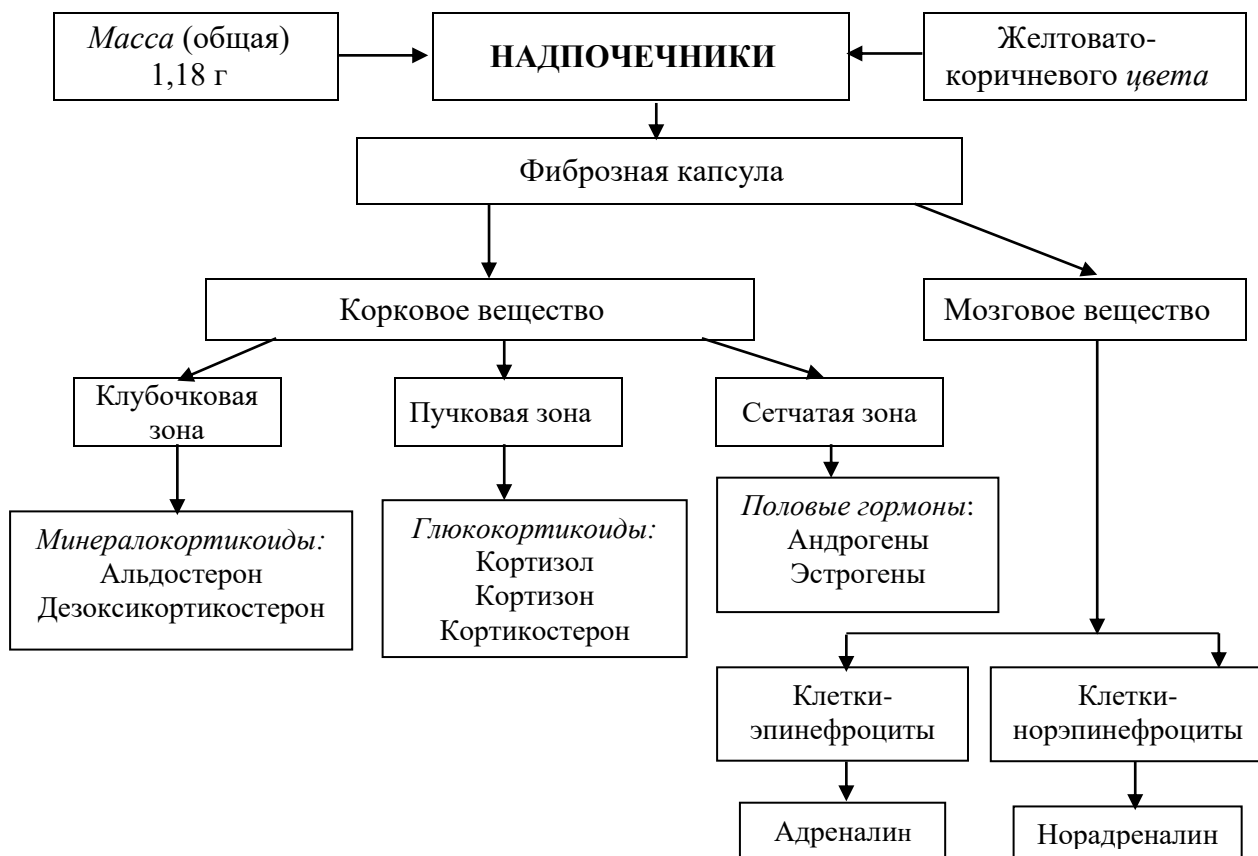 Масса (общая)
1,18 г
НАДПОЧЕЧНИКИ
Желтовато-
коричневого цвета
Фиброзная капсула
Корковое вещество
Мозговое вещество
Клубочковая
зона
Пучковая зона
Сетчатая зона
Минералокортикоиды:
Альдостерон
Дезоксикортикостерон
Глюкокортикоиды:
Кортизол
Кортизон
Кортикостерон
Половые гормоны:
Андрогены
Эстрогены
Клетки-
эпинефроциты
Клетки-
норэпинефроциты
Адреналин
Норадреналин